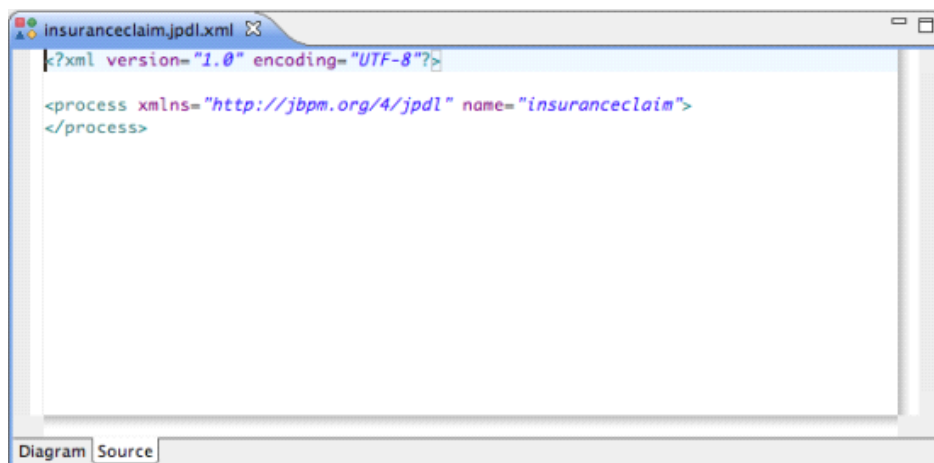 insuranceclaim.jpdl.xml
<?xml version="1.0" encoding="UTF-8"?>
<process xmlns="http://jbpm.org/4/jpdl" name="insuranceclaim">
</process>
Diagram Source